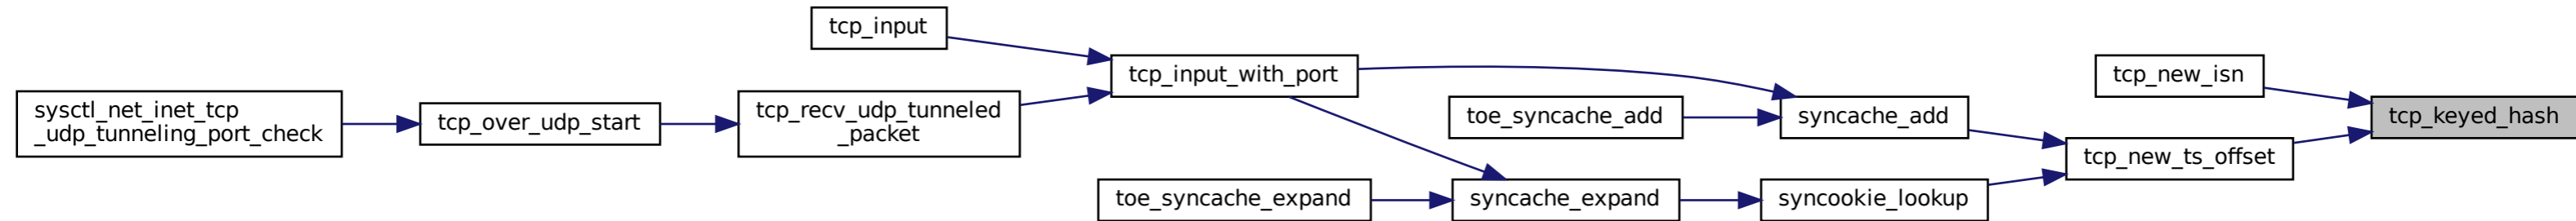 tcp_input
tcp_input_with_port
tcp_new_isn
sysctl_net_inet_tcp
_udp_tunneling_port_check
tcp_over_udp_start
tcp_recv_udp_tunneled
_packet
toe_syncache_add
syncache_add
tcp_keyed_hash
tcp_new_ts_offset
toe_syncache_expand
syncache_expand
syncookie_lookup